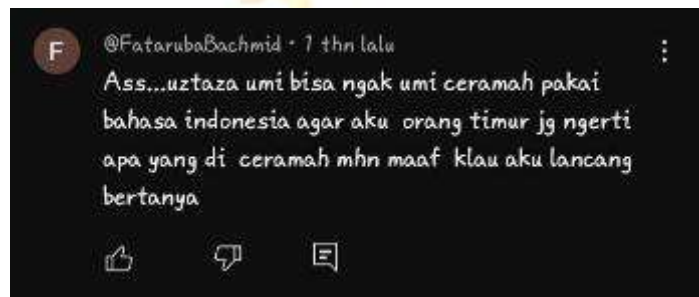 F
@FatarubaBachmid • 7 thn lalu
Ass...uztaza umi bisa ngak umi ceramah pakai
bahasa indonesia agar aku orang timur jg ngerti
apa yang di ceramah mhn maaf klau aku lancang
bertanya